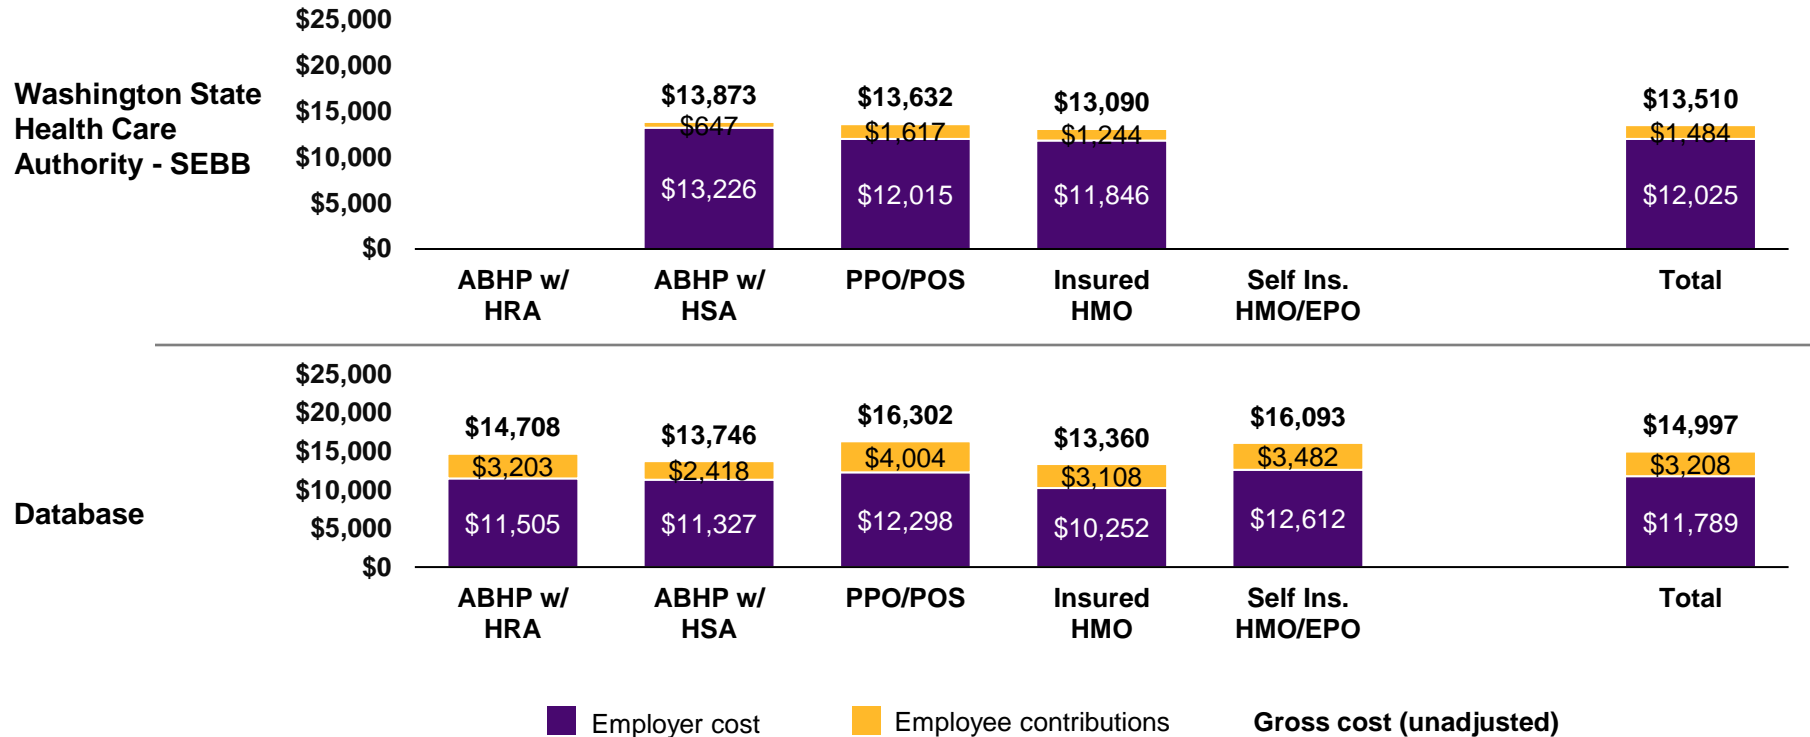 $25,000
$20,000
$15,000
$10,000
$5,000
$0
Washington State
Health Care
Authority - SEBB
$13,873 $13,632 $13,090 $13,510
$647 $1,617 $1,244 $1,484
$13,226 $12,015 $11,846 $12,025
ABHP w/ ABHP w/ PPO/POS Insured Self Ins. Total
HRA HSA HMO HMO/EPO
$25,000
$20,000
$15,000
$10,000
$5,000
$0
Database
$14,708 $13,746 $16,302 $13,360 $16,093 $14,997
$3,203 $2,418 $4,004 $3,108 $3,482 $3,208
$11,505 $11,327 $12,298 $10,252 $12,612 $11,789
ABHP w/ ABHP w/ PPO/POS Insured Self Ins. Total
HRA HSA HMO HMO/EPO
Employer cost Employee contributions Gross cost (unadjusted)